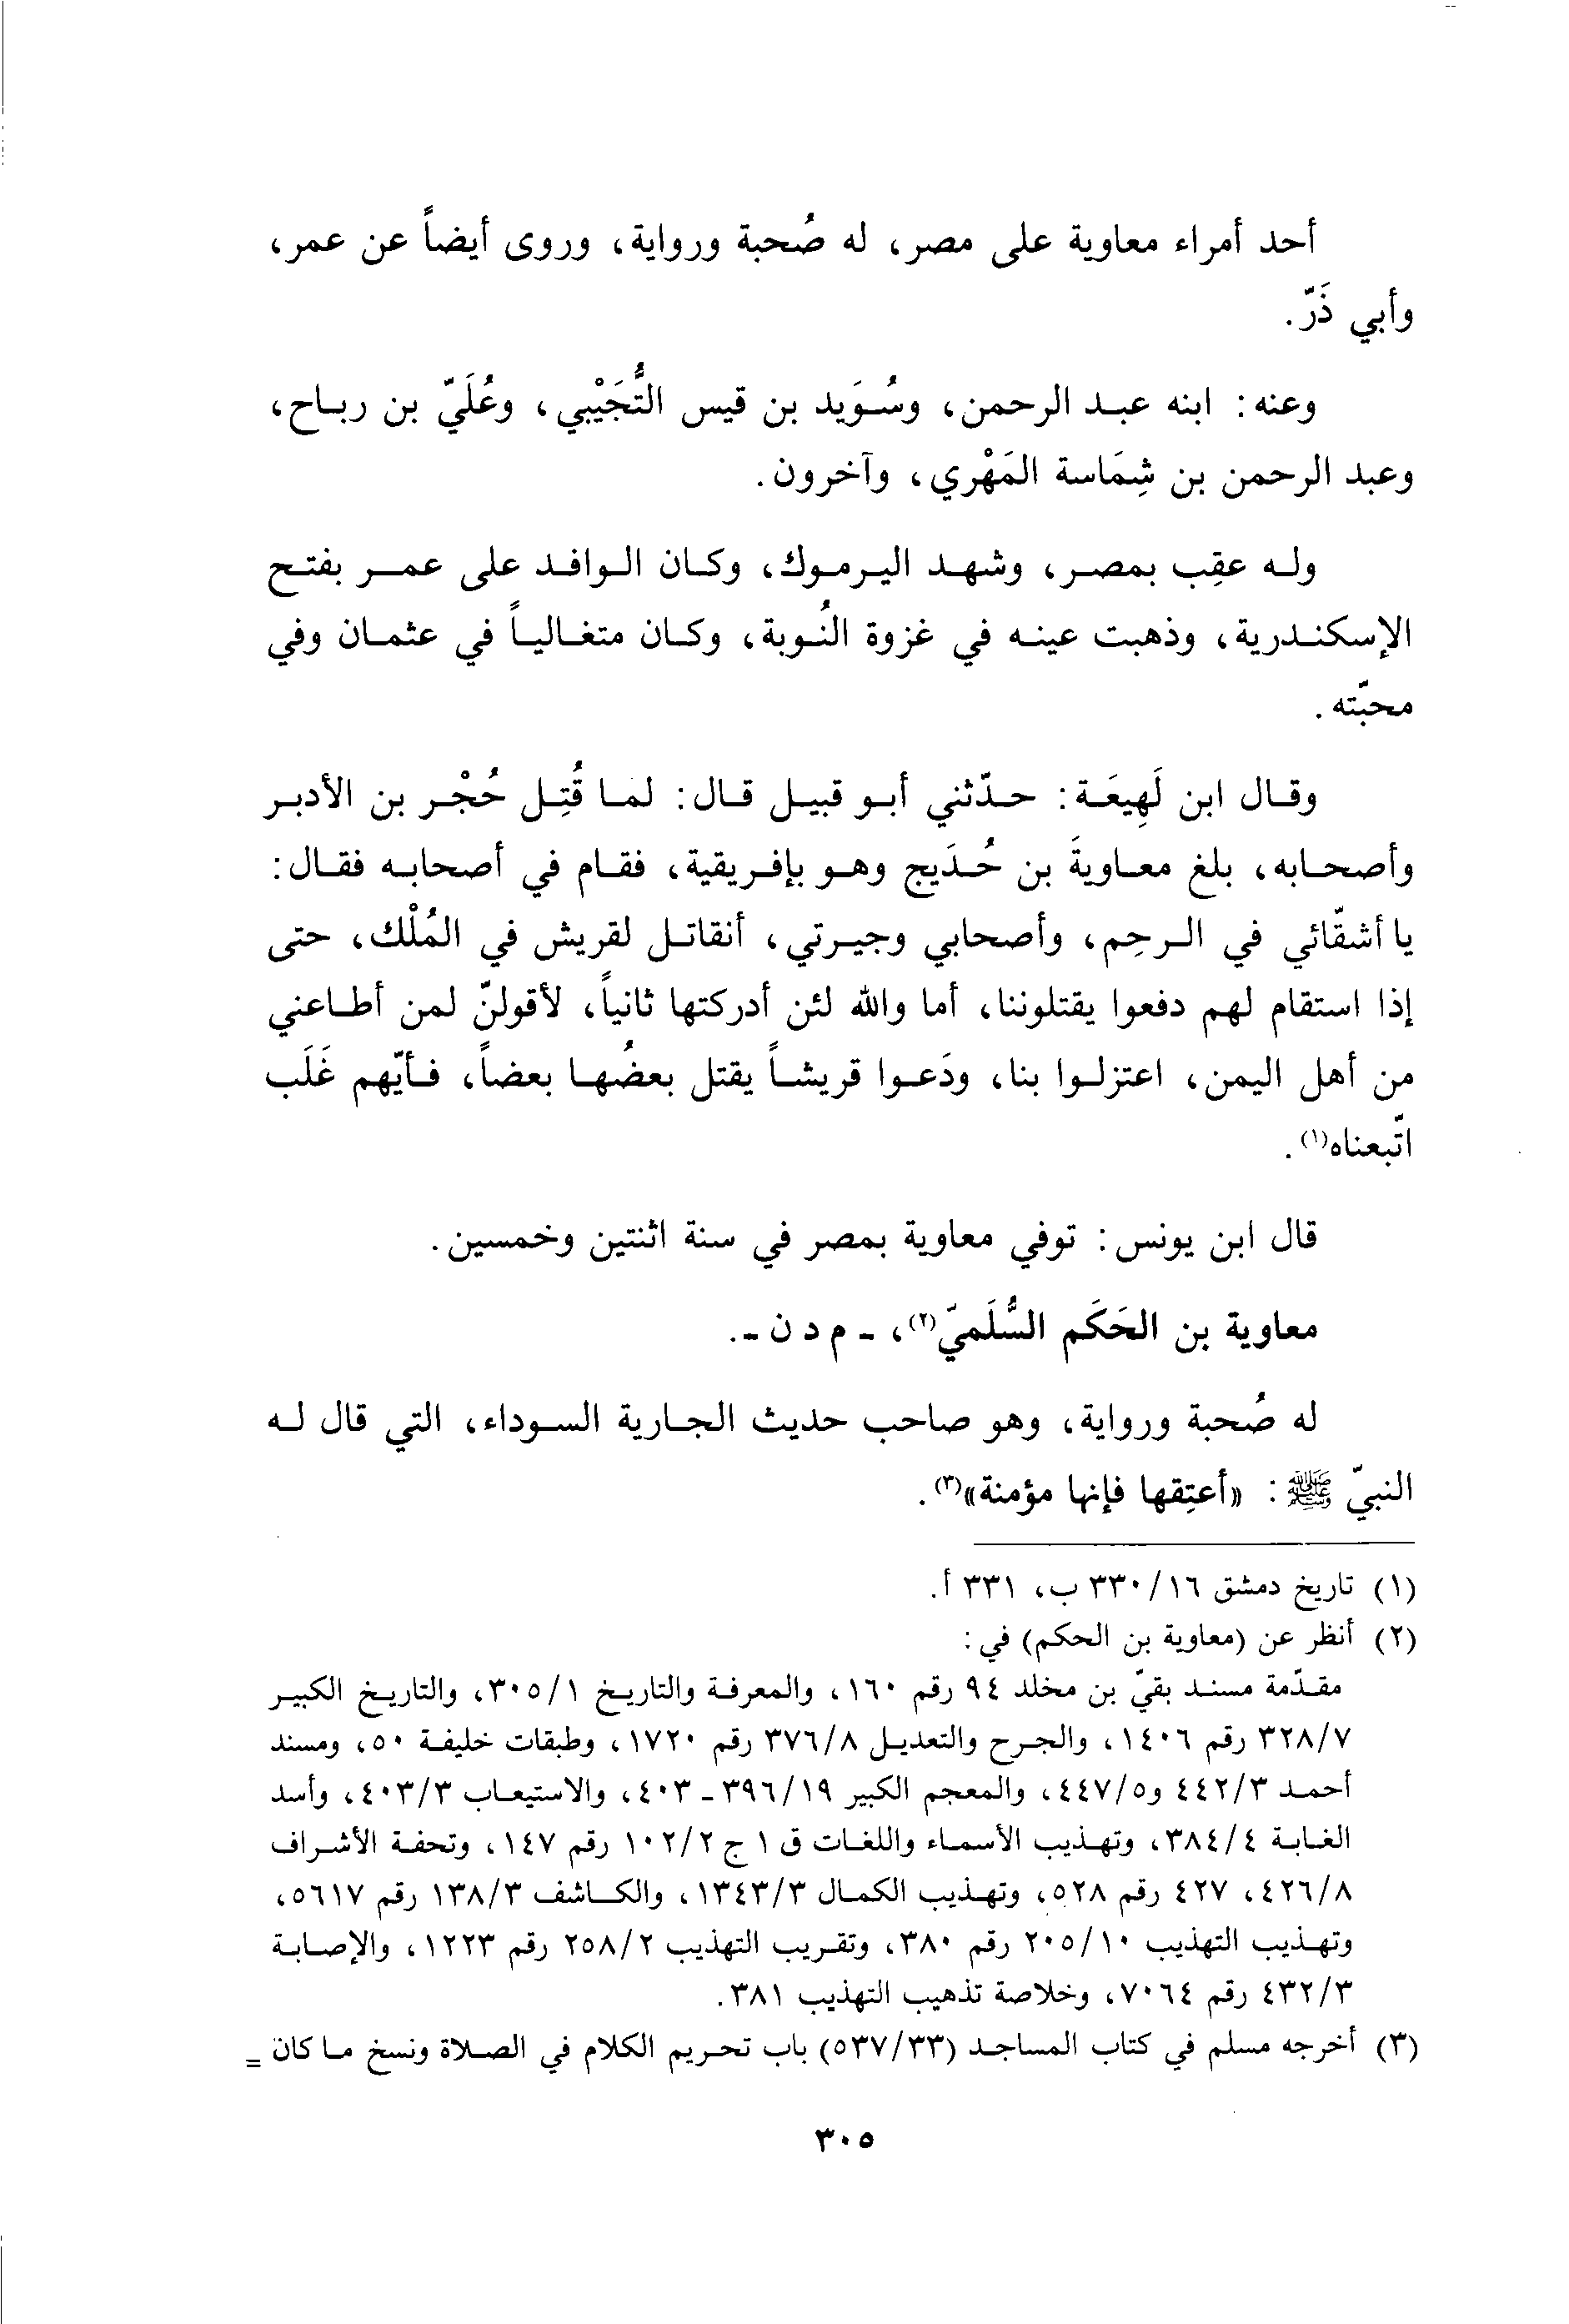 أحد أمراء معاوية على مصر، له صُحبة ورواية، وروى أيضاً عن عمر،
وأبي ذَرّ.
وعنه: ابنه عبد الرحمن، وسُوَيد بن قيس التُّجَيْبي، وعُلَيّ بن رباح،
وعبد الرحمن بن شِمَاسة المَهْري، وآخرون.
وله عقِب بمصر، وشهد اليرموك، وكان الوافد على عمر بفتح
الإسكندرية، وذهبت عينه في غزوة النُوبة، وكان متغالياً في عثمان وفي
محبّته.
وقال ابن لَهِيعَة: حدّثني أبو قبيل قال: لما قُتِل حُجْر بن الأدبر
وأصحابه، بلغ معاويةَ بن حُدَيج وهو بإفريقية، فقام في أصحابه فقال:
يا أشقّائي في الرحِم، وأصحابي وجيرتي، أنقاتل لقريش في المُلْك، حتى
إذا استقام لهم دفعوا يقتلوننا، أما والله لئن أدركتها ثانياً، لأقولنّ لمن أطاعني
من أهل اليمن، اعتزلوا بنا، ودَعوا قريشاً يقتل بعضُها بعضاً، فأيّهم غَلَب
اتّبعناه(١).
قال ابن يونس: توفي معاوية بمصر في سنة اثنتين وخمسين.
معاوية بن الحَكَم السُّلَميّ(٢)، - م د ن -.
له صُحبة ورواية، وهو صاحب حديث الجارية السوداء، التي قال له
النبيّ ﷺ: «أعتِقها فإنها مؤمنة»(٣).
(١) تاريخ دمشق ١٦/ ٣٣٠ ب، ٣٣١ أ.
(٢) أنظر عن (معاوية بن الحكم) في:
مقدّمة مسند بقيّ بن مخلد ٩٤ رقم ١٦٠، والمعرفة والتاريخ ١/ ٣٠٥، والتاريخ الكبير
٧/ ٣٢٨ رقم ١٤٠٦، والجرح والتعديل ٨/ ٣٧٦ رقم ١٧٢٠، وطبقات خليفة ٥٠، ومسند
أحمد ٣/ ٤٤٢ و٥/ ٤٤٧، والمعجم الكبير ١٩/ ٣٩٦ - ٤٠٣، والاستيعاب ٣/ ٤٠٣، وأسد
الغابة ٤/ ٣٨٤، وتهذيب الأسماء واللغات ق ١ ج ٢/ ١٠٢ رقم ١٤٧، وتحفة الأشراف
٨/ ٤٢٦، ٤٢٧ رقم ٥٢٨، وتهذيب الكمال ٣/ ١٣٤٣، والكاشف ٣/ ١٣٨ رقم ٥٦١٧،
وتهذيب التهذيب ١٠/ ٢٠٥ رقم ٣٨٠، وتقريب التهذيب ٢/ ٢٥٨ رقم ١٢٢٣، والإصابة
٣/ ٤٣٢ رقم ٧٠٦٤، وخلاصة تذهيب التهذيب ٣٨١.
(٣) أخرجه مسلم في كتاب المساجد (٣٣/ ٥٣٧) باب تحريم الكلام في الصلاة ونسخ ما كان =
٣٠٥